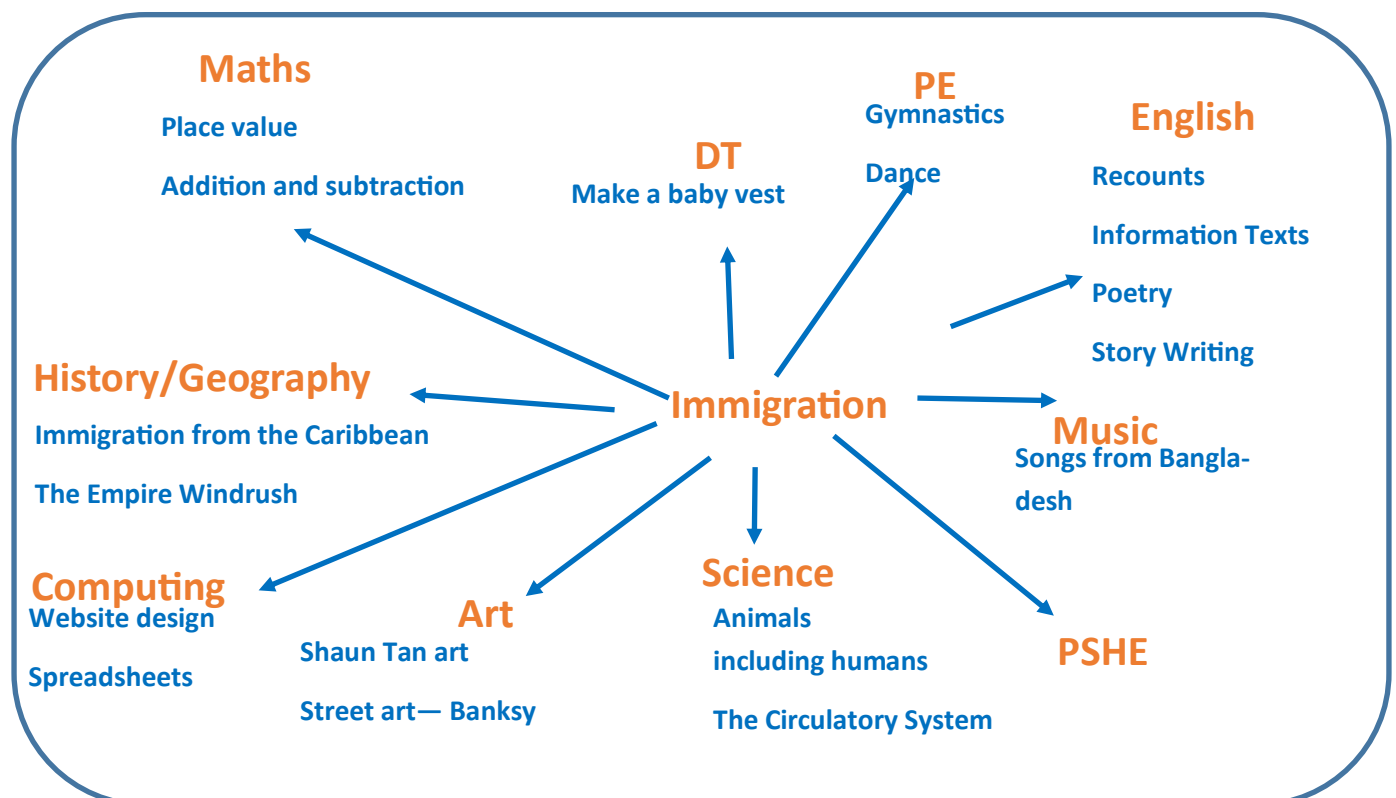 Maths
Place value
Addition and subtraction
DT
Make a baby vest
PE
Gymnastics
Dance
English
Recounts
Information Texts
Poetry
Story Writing
History/Geography
Immigration from the Caribbean
The Empire Windrush
Immigration
Music
Songs from Bangla-
desh
Computing
Website design
Spreadsheets
Art
Shaun Tan art
Street art— Banksy
Science
Animals
including humans
The Circulatory System
PSHE